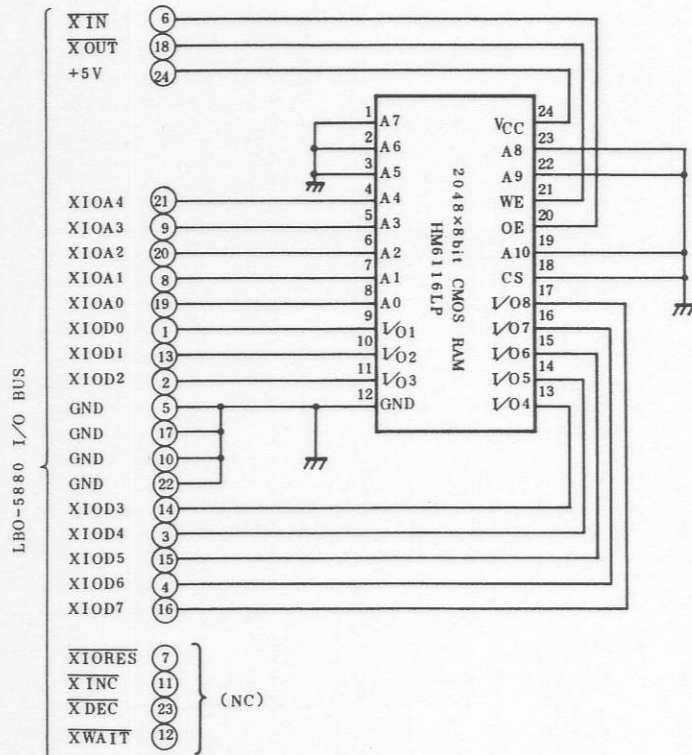 X IN 6
X OUT 18
+5V 24
XIOA4 21
XIOA3 9
XIOA2 20
XIOA1 8
XIOA0 19
XIOD0 1
XIOD1 13
XIOD2 2
GND 5
GND 17
GND 10
GND 22
XIOD3 14
XIOD4 3
XIOD5 15
XIOD6 4
XIOD7 16
XIORES 7
X INC 11
X DEC 23
XWAIT 12
(NC)
LBO-5880 I/O BUS
1 A7
2 A6
3 A5
4 A4
5 A3
6 A2
7 A1
8 A0
9 I/O1
10 I/O2
11 I/O3
12 GND
2048×8bit CMOS RAM
HM6116LP
VCC 24
A8 23
A9 22
WE 21
OE 20
A10 19
CS 18
I/O8 17
I/O7 16
I/O6 15
I/O5 14
I/O4 13